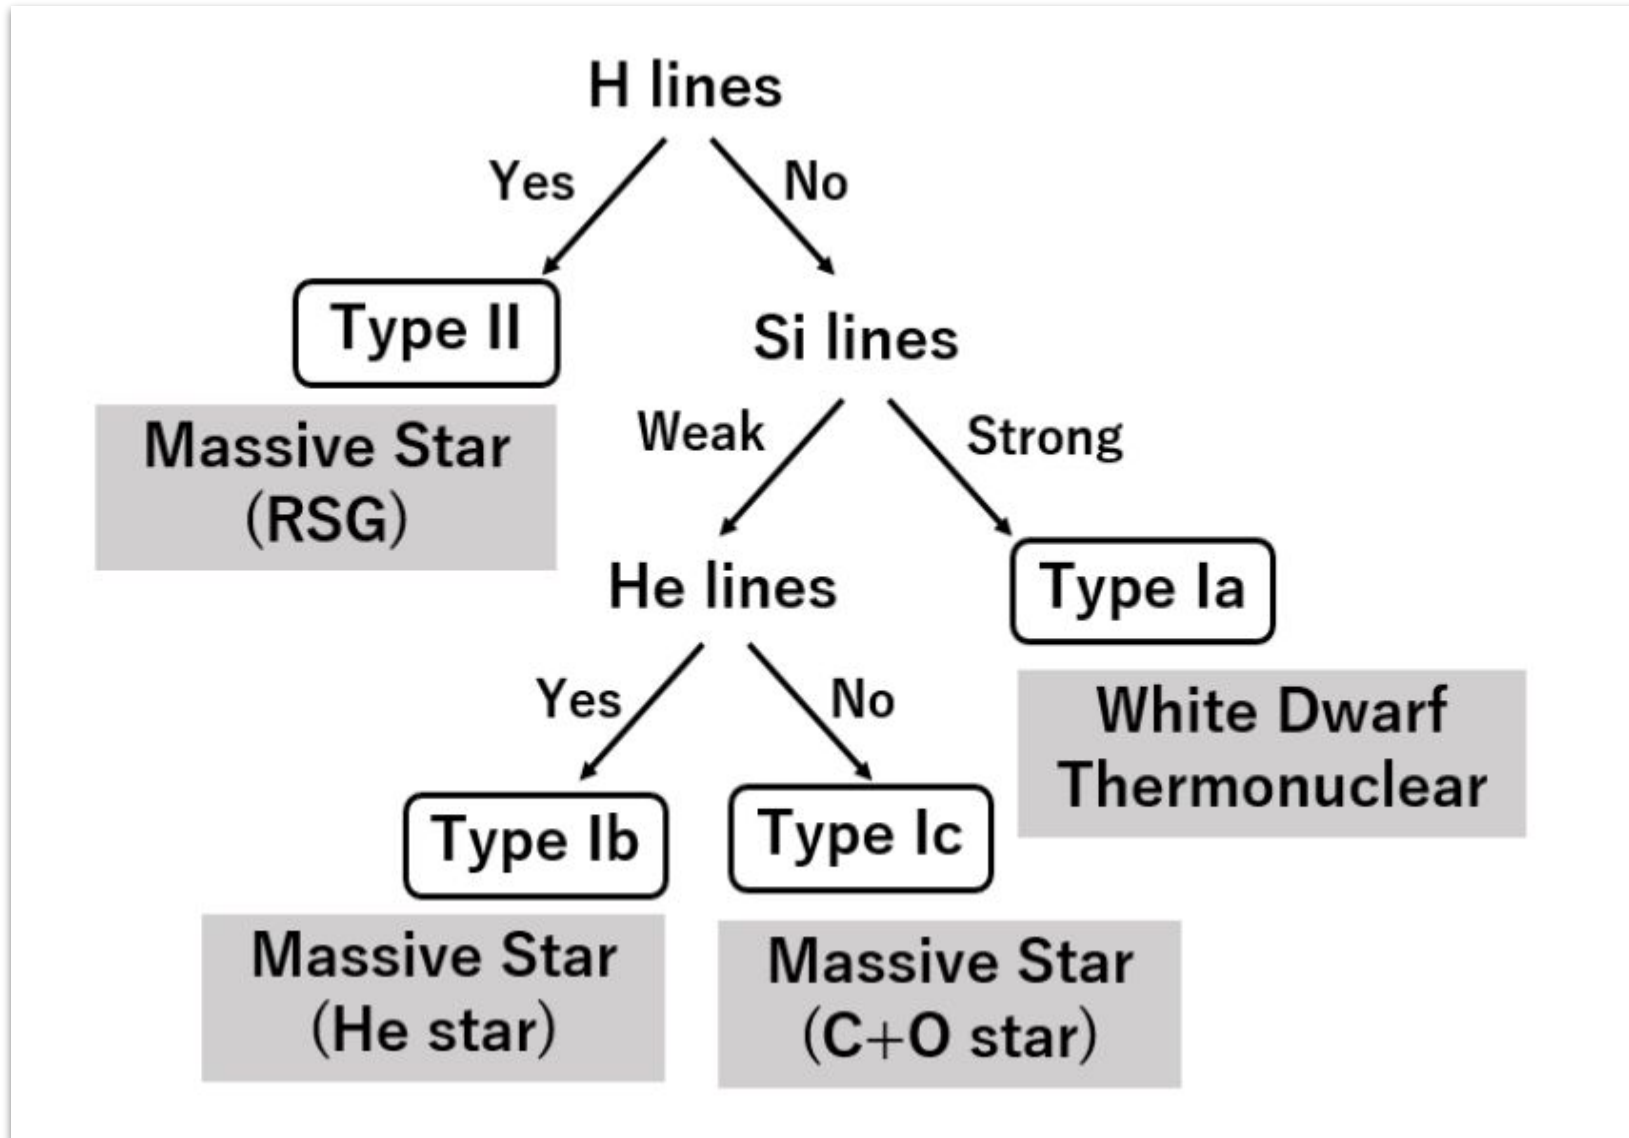 H lines
Yes
No
Type II
Si lines
Massive Star
(RSG)
Weak
Strong
He lines
Type Ia
Yes
No
White Dwarf
Thermonuclear
Type Ib
Type Ic
Massive Star
(He star)
Massive Star
(C+O star)